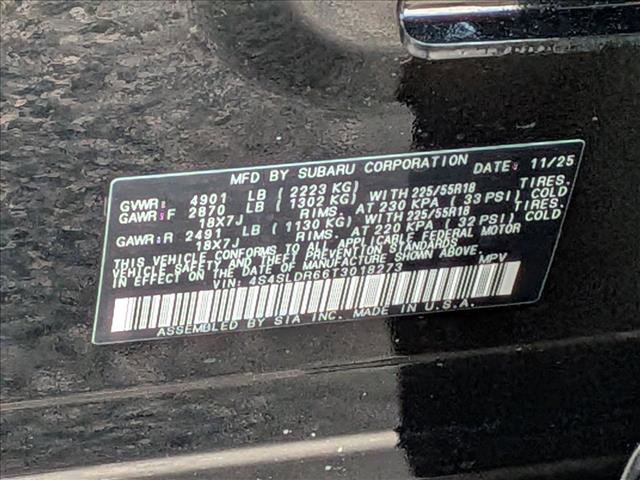 MFD BY SUBARU CORPORATION DATE: 11/25
GVWR: 4901 LB (2223 KG)
GAWR:F 2870 LB (1302 KG) WITH 225/55R18 TIRES.
18X7J RIMS. AT 230 KPA (33 PSI) COLD
GAWR:R 2491 LB (1130 KG) WITH 225/55R18 TIRES.
18X7J RIMS. AT 220 KPA (32 PSI) COLD
THIS VEHICLE CONFORMS TO ALL APPLICABLE FEDERAL MOTOR
VEHICLE SAFETY AND THEFT PREVENTION STANDARDS
IN EFFECT ON THE DATE OF MANUFACTURE SHOWN ABOVE.
VIN: 4S4SLDR66T3018273 MPV
ASSEMBLED BY SIA INC. MADE IN U.S.A.